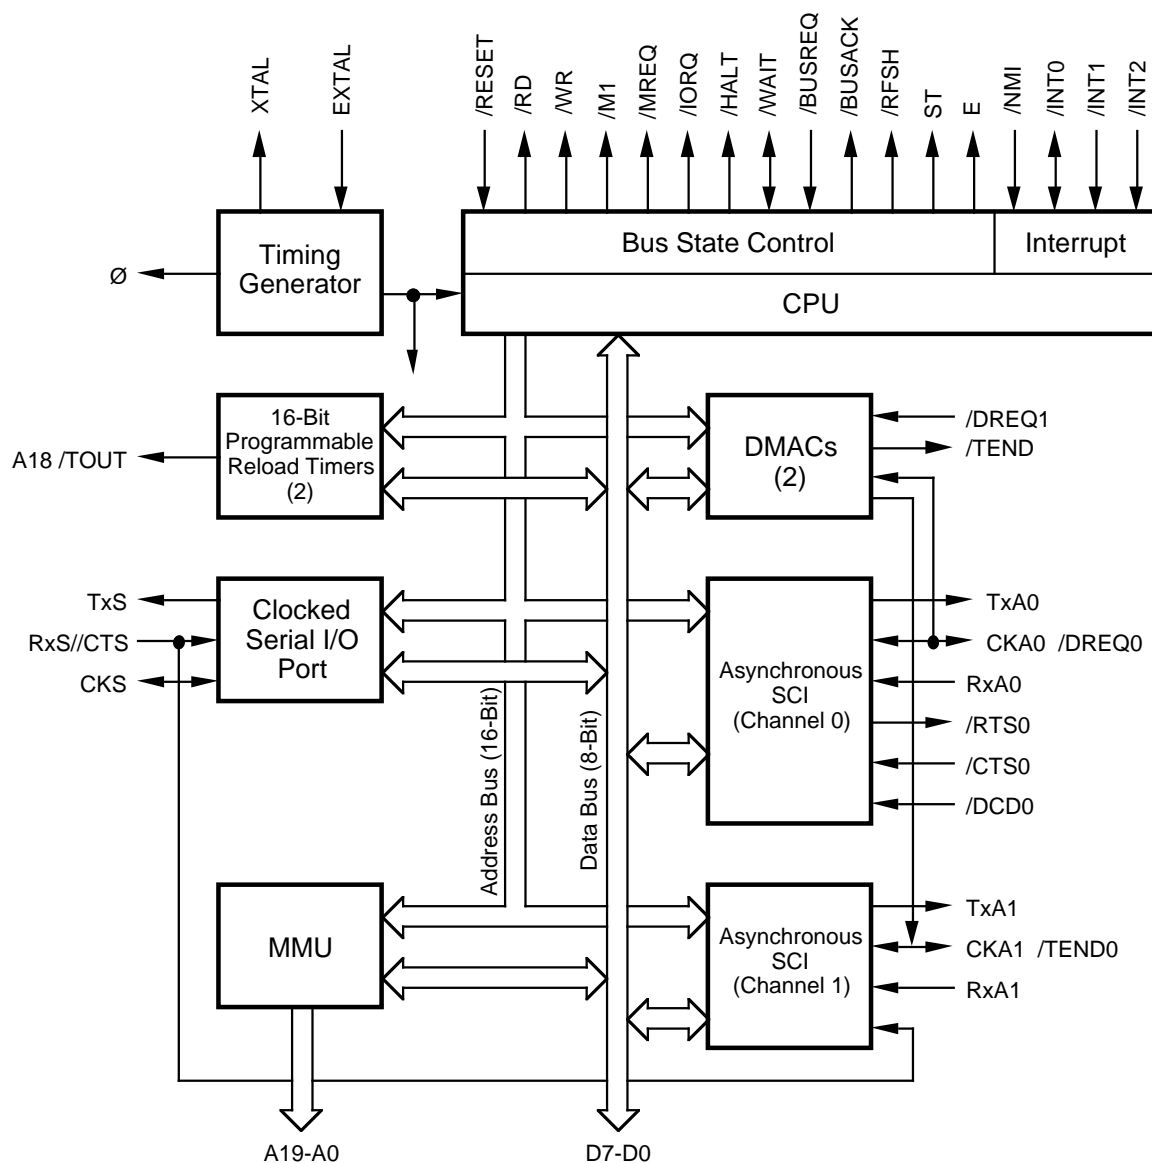 XTAL
EXTAL
/RESET
/RD
/WR
/M1
/MREQ
/IORQ
/HALT
/WAIT
/BUSREQ
/BUSACK
/RFSH
ST
E
/NMI
/INT0
/INT1
/INT2
Timing
Generator
Ø
Bus State Control
Interrupt
CPU
16-Bit
Programmable
Reload Timers
(2)
A18 /TOUT
DMACs
(2)
/DREQ1
/TEND
TxS
RxS//CTS
CKS
Clocked
Serial I/O
Port
Address Bus (16-Bit)
Data Bus (8-Bit)
Asynchronous
SCI
(Channel 0)
TxA0
CKA0 /DREQ0
RxA0
/RTS0
/CTS0
/DCD0
MMU
Asynchronous
SCI
(Channel 1)
TxA1
CKA1 /TEND0
RxA1
A19-A0
D7-D0